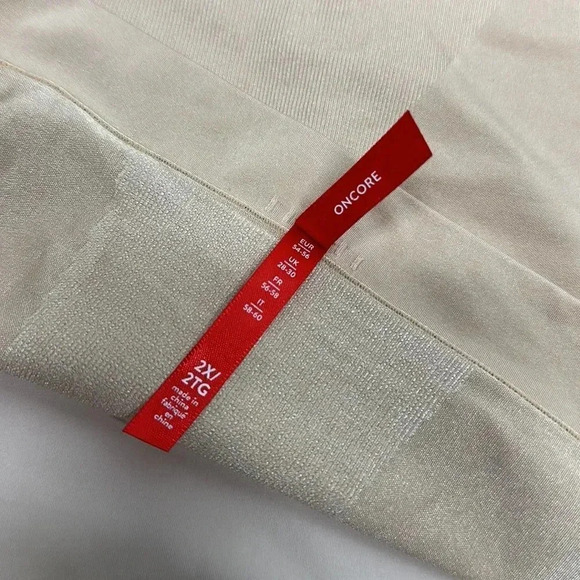 ONCORE
EUR
54-56
UK
28-30
FR
56-58
IT
58-60
2X/
2TG
made in
china
fabriqué
en
chine